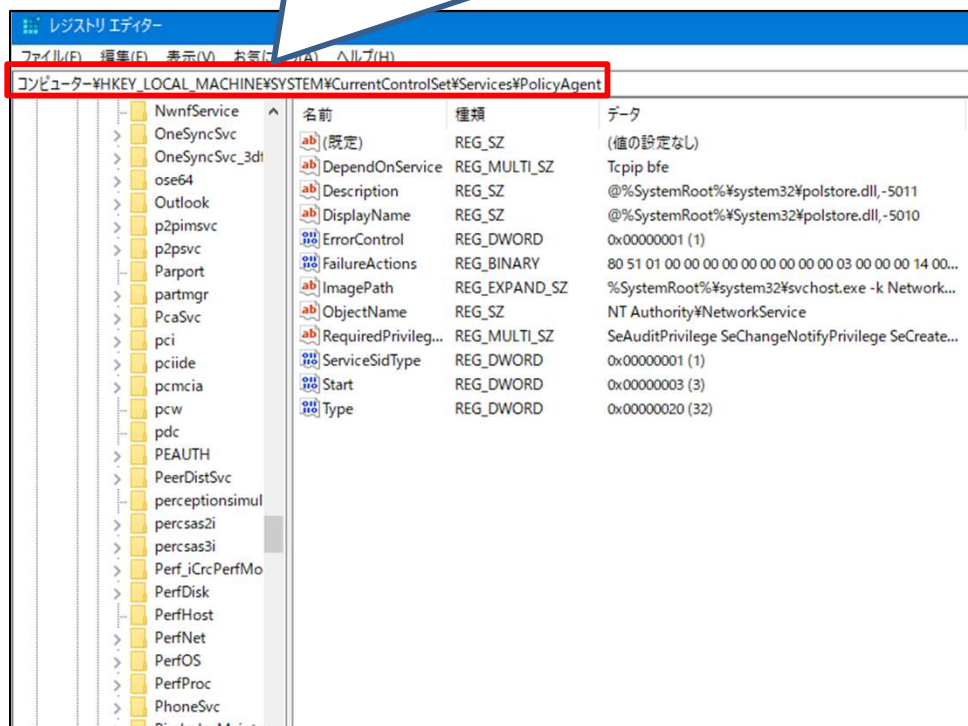 レジストリ エディター
ファイル(F) 編集(E) 表示(V) お気に (A) ヘルプ(H)
コンピューター¥HKEY_LOCAL_MACHINE¥SYSTEM¥CurrentControlSet¥Services¥PolicyAgent
NwnfService
OneSyncSvc
OneSyncSvc_3df
ose64
Outlook
p2pimsvc
p2psvc
Parport
partmgr
PcaSvc
pci
pciide
pcmcia
pcw
pdc
PEAUTH
PeerDistSvc
perceptionsimul
percsas2i
percsas3i
Perf_iCrcPerfMo
PerfDisk
PerfHost
PerfNet
PerfOS
PerfProc
PhoneSvc
名前 種類 データ
(既定) REG_SZ (値の設定なし)
DependOnService REG_MULTI_SZ Tcpip bfe
Description REG_SZ @%SystemRoot%¥system32¥polstore.dll,-5011
DisplayName REG_SZ @%SystemRoot%¥System32¥polstore.dll,-5010
ErrorControl REG_DWORD 0x00000001 (1)
FailureActions REG_BINARY 80 51 01 00 00 00 00 00 00 00 00 00 03 00 00 00 14 00...
ImagePath REG_EXPAND_SZ %SystemRoot%¥system32¥svchost.exe -k Network...
ObjectName REG_SZ NT Authority¥NetworkService
RequiredPrivileg... REG_MULTI_SZ SeAuditPrivilege SeChangeNotifyPrivilege SeCreate...
ServiceSidType REG_DWORD 0x00000001 (1)
Start REG_DWORD 0x00000003 (3)
Type REG_DWORD 0x00000020 (32)